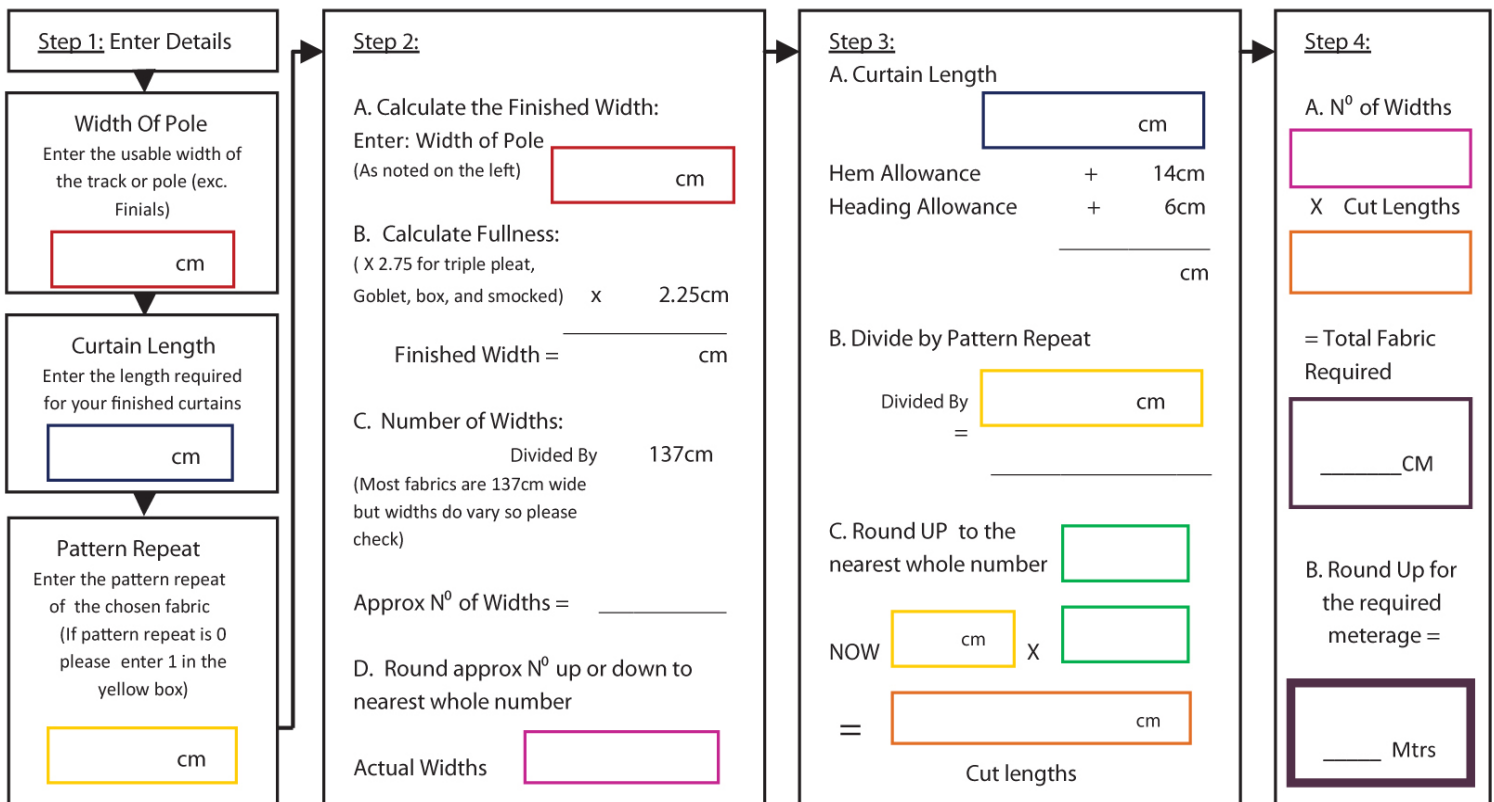 Step 1: Enter Details
Width Of Pole
Enter the usable width of
the track or pole (exc.
Finials)
cm
Curtain Length
Enter the length required
for your finished curtains
cm
Pattern Repeat
Enter the pattern repeat
of the chosen fabric
(If pattern repeat is 0
please enter 1 in the
yellow box)
cm
Step 2:
A. Calculate the Finished Width:
Enter: Width of Pole
(As noted on the left)
cm
B. Calculate Fullness:
( X 2.75 for triple pleat,
Goblet, box, and smocked) x 2.25cm
Finished Width = cm
C. Number of Widths:
Divided By 137cm
(Most fabrics are 137cm wide
but widths do vary so please
check)
Approx N⁰ of Widths = ___________
D. Round approx N⁰ up or down to
nearest whole number
Actual Widths
Step 3:
A. Curtain Length
cm
Hem Allowance + 14cm
Heading Allowance + 6cm
cm
B. Divide by Pattern Repeat
Divided By cm
=
C. Round UP to the
nearest whole number
NOW cm X
= cm
Cut lengths
Step 4:
A. N⁰ of Widths
X Cut Lengths
= Total Fabric
Required
_______CM
B. Round Up for
the required
meterage =
_____ Mtrs